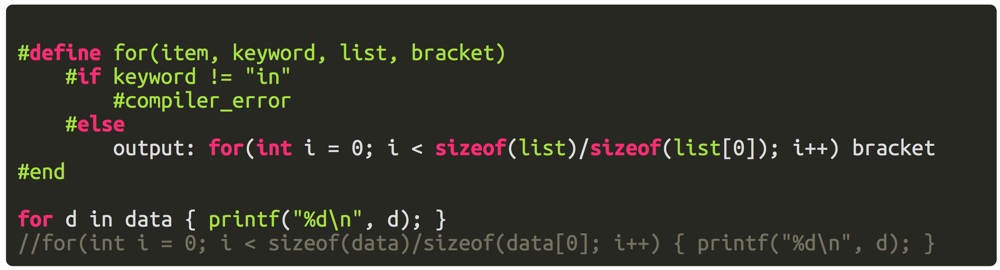 #define for(item, keyword, list, bracket)
    #if keyword != "in"
        #compiler_error
    #else
        output: for(int i = 0; i < sizeof(list)/sizeof(list[0]); i++) bracket
#end
for d in data { printf("%d\n", d); }
//for(int i = 0; i < sizeof(data)/sizeof(data[0]; i++) { printf("%d\n", d); }